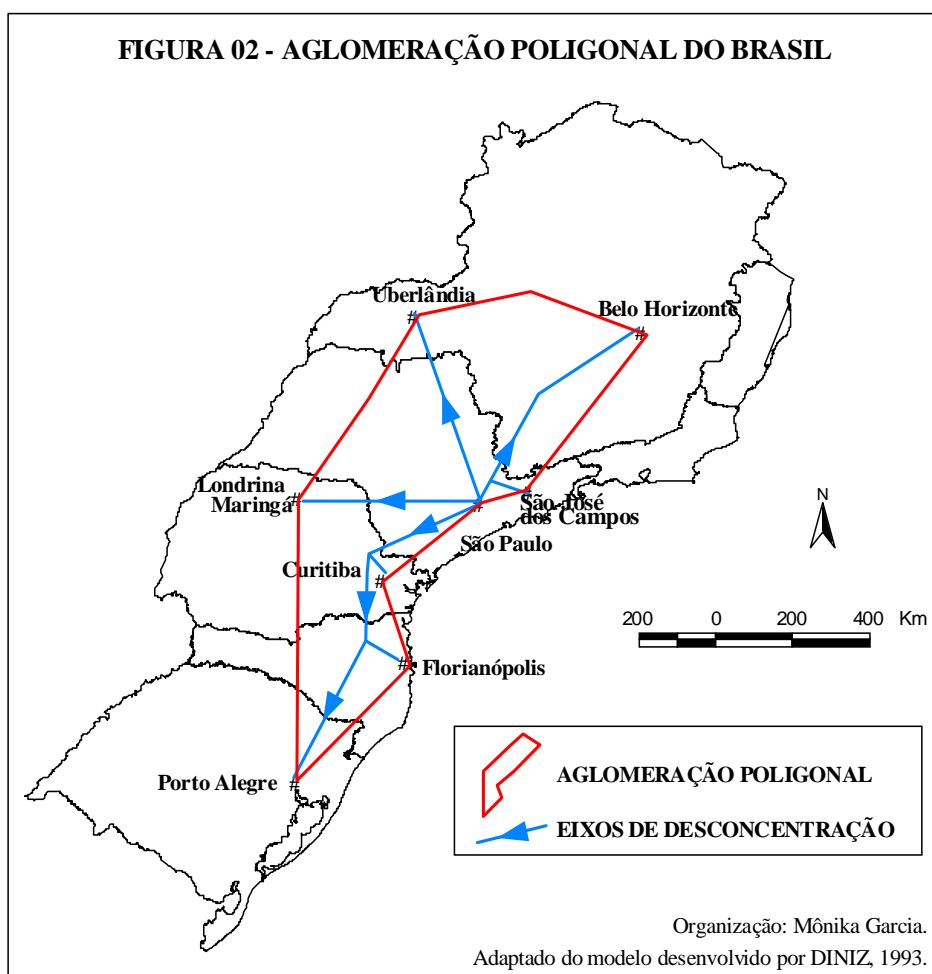 FIGURA 02 - AGLOMERAÇÃO POLIGONAL DO BRASIL
Uberlândia
#
Belo Horizonte
#
Londrina
Maringá
#
São José
dos Campos
#
São Paulo
#
N
Curitiba
#
200 0 200 400 Km
Florianópolis
#
Porto Alegre
#
AGLOMERAÇÃO POLIGONAL
EIXOS DE DESCONCENTRAÇÃO
Organização: Mônika Garcia.
Adaptado do modelo desenvolvido por DINIZ, 1993.